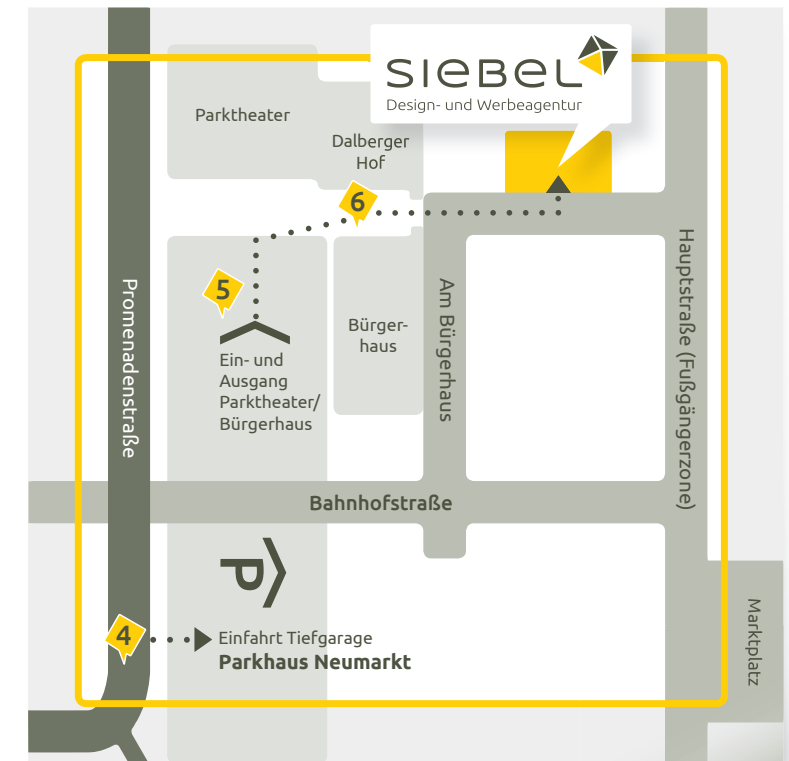 SIEBEL
Design- und Werbeagentur
Parktheater
Dalberger
Hof
6
5
Ein- und
Ausgang
Parktheater/
Bürgerhaus
Bürger-
haus
Am Bürgerhaus
Promenadenstraße
Hauptstraße (Fußgängerzone)
Bahnhofstraße
P
4
Einfahrt Tiefgarage
Parkhaus Neumarkt
Marktplatz